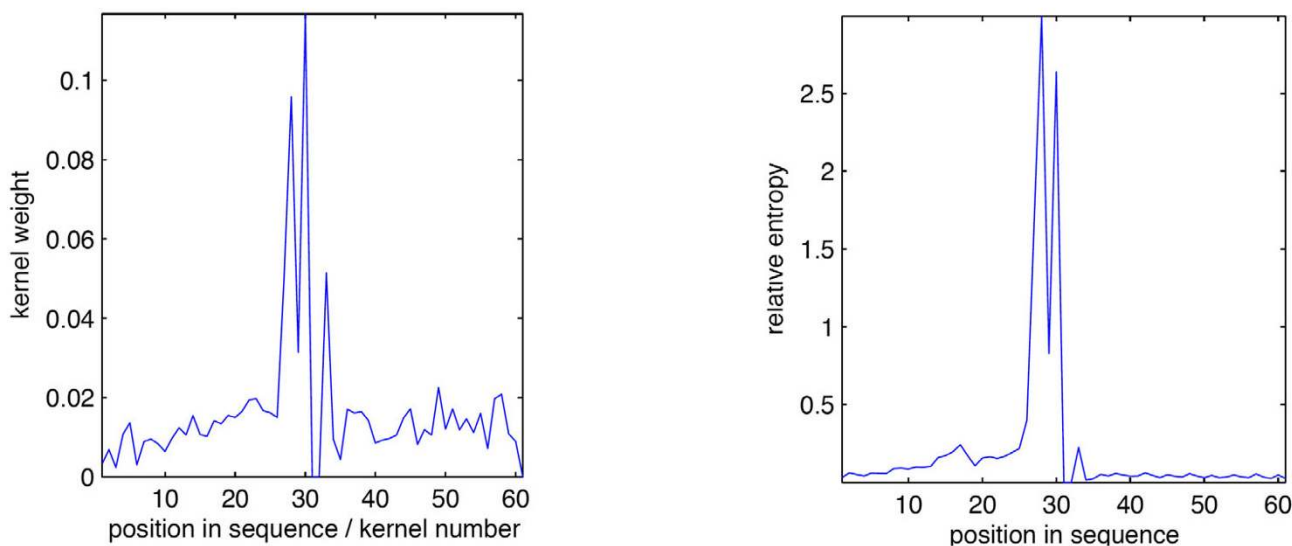 0.1
0.08
0.06
0.04
0.02
0
kernel weight
10 20 30 40 50 60
position in sequence / kernel number
2.5
2
1.5
1
0.5
relative entropy
10 20 30 40 50 60
position in sequence